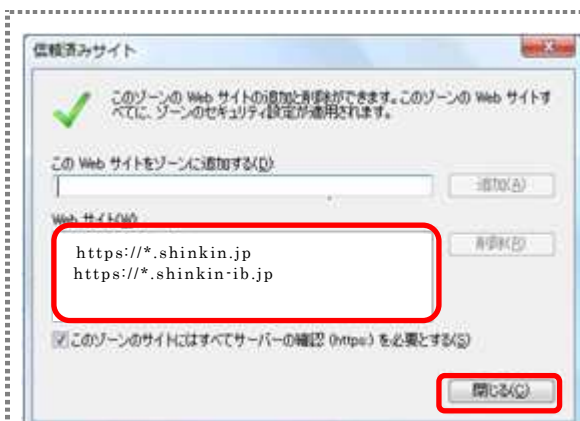 信頼済みサイト
このゾーンの Web サイトの追加と削除ができます。このゾーンの Web サイトす
べてに、ゾーンのセキュリティ設定が適用されます。
この Web サイトをゾーンに追加する(D):
追加(A)
Web サイト(W):
https://*.shinkin.jp
https://*.shinkin-ib.jp
削除(R)
このゾーンのサイトにはすべてサーバーの確認 (https:) を必要とする(S)
閉じる(C)